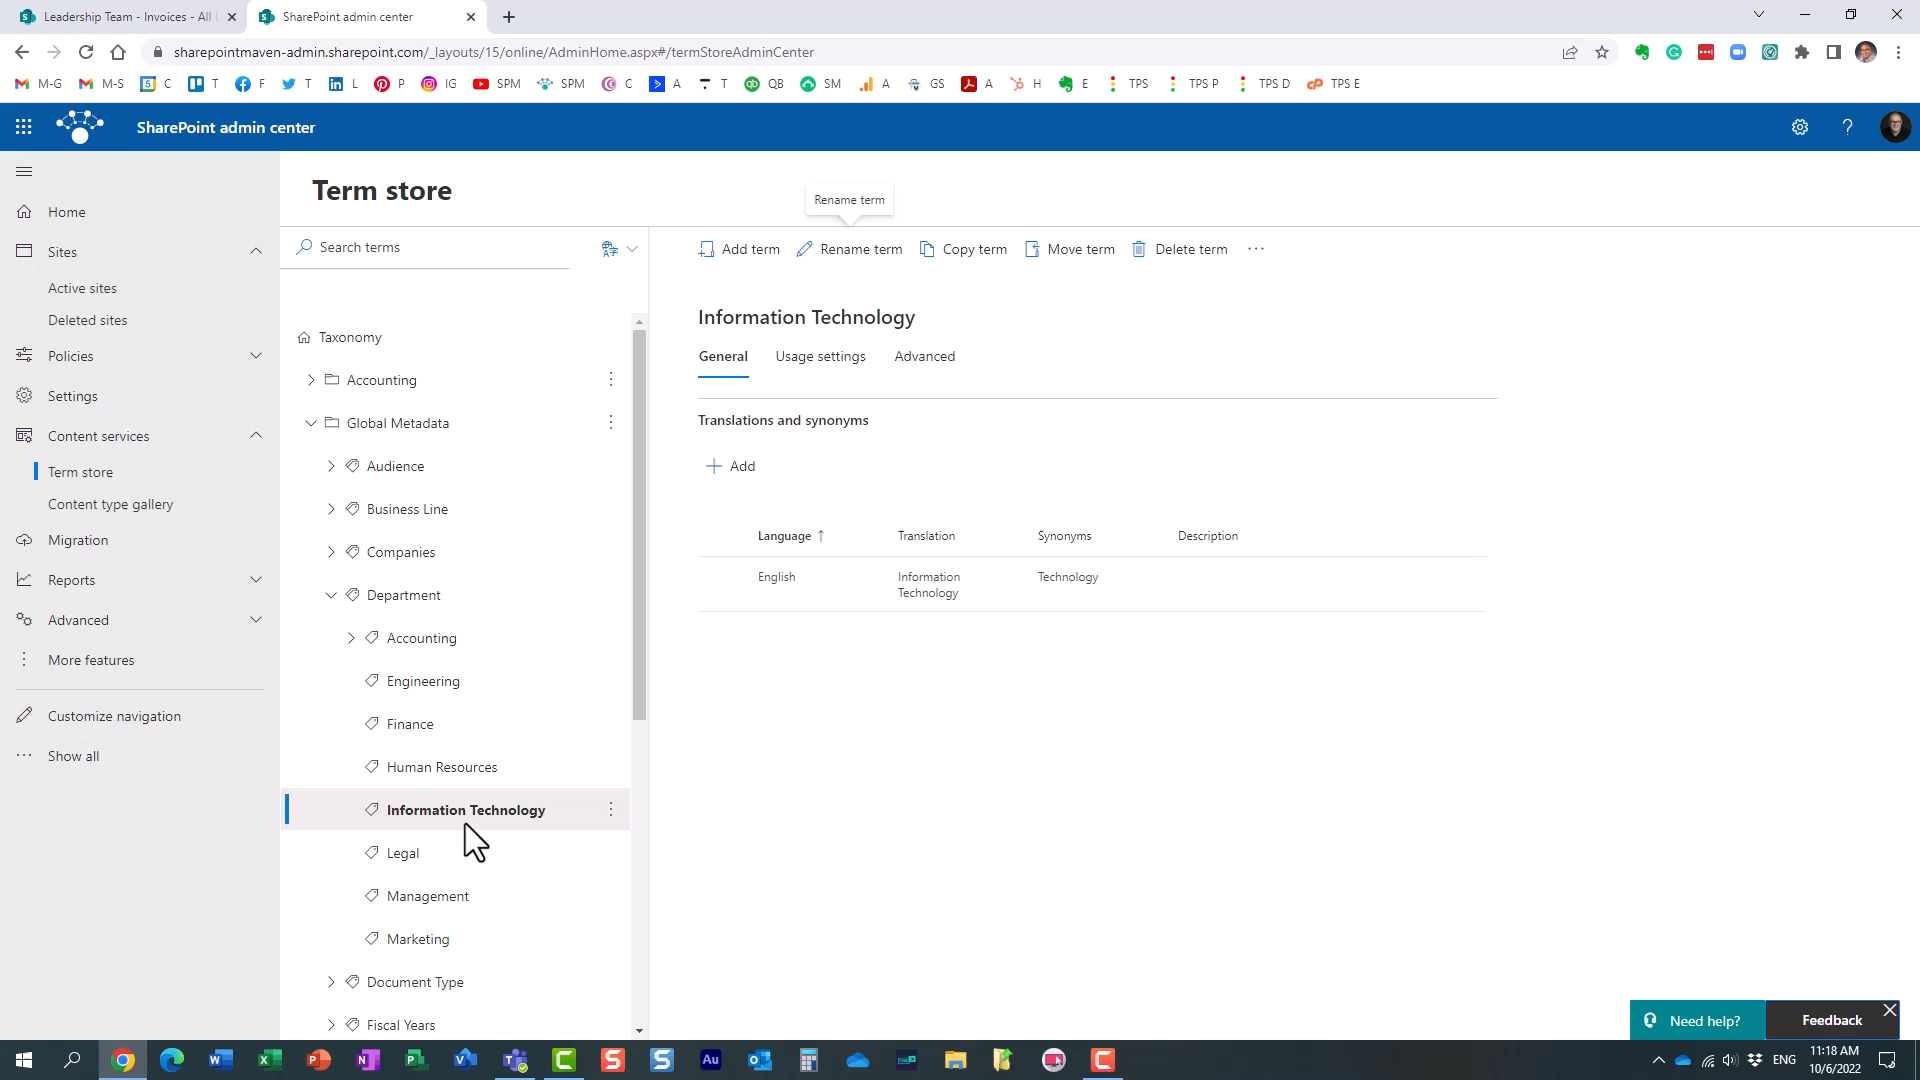 Leadership Team - Invoices - All D
SharePoint admin center
sharepointmaven-admin.sharepoint.com/_layouts/15/online/AdminHome.aspx#/termStoreAdminCenter
M-G M-S C T F T L P IG SPM SPM C A T QB SM A GS A H E TPS TPS P TPS D TPS E
SharePoint admin center
Term store
Rename term
Home
Sites
Active sites
Deleted sites
Policies
Settings
Content services
Term store
Content type gallery
Migration
Reports
Advanced
More features
Customize navigation
Show all
Search terms
Taxonomy
Accounting
Global Metadata
Audience
Business Line
Companies
Department
Accounting
Engineering
Finance
Human Resources
Information Technology
Legal
Management
Marketing
Document Type
Fiscal Years
Add term Rename term Copy term Move term Delete term
Information Technology
General Usage settings Advanced
Translations and synonyms
Add
Language Translation Synonyms Description
English Information Technology Technology
Need help?
Feedback
ENG
11:18 AM
10/6/2022